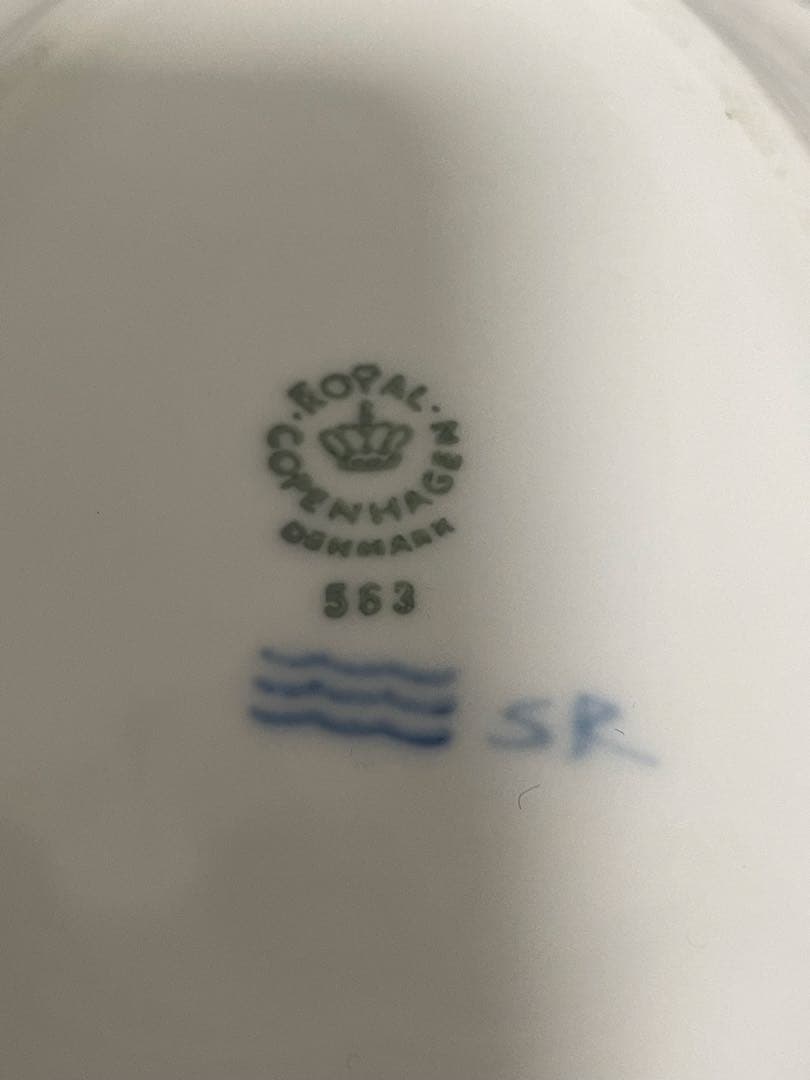 ROYAL
COPENHAGEN
DENMARK
563
SR